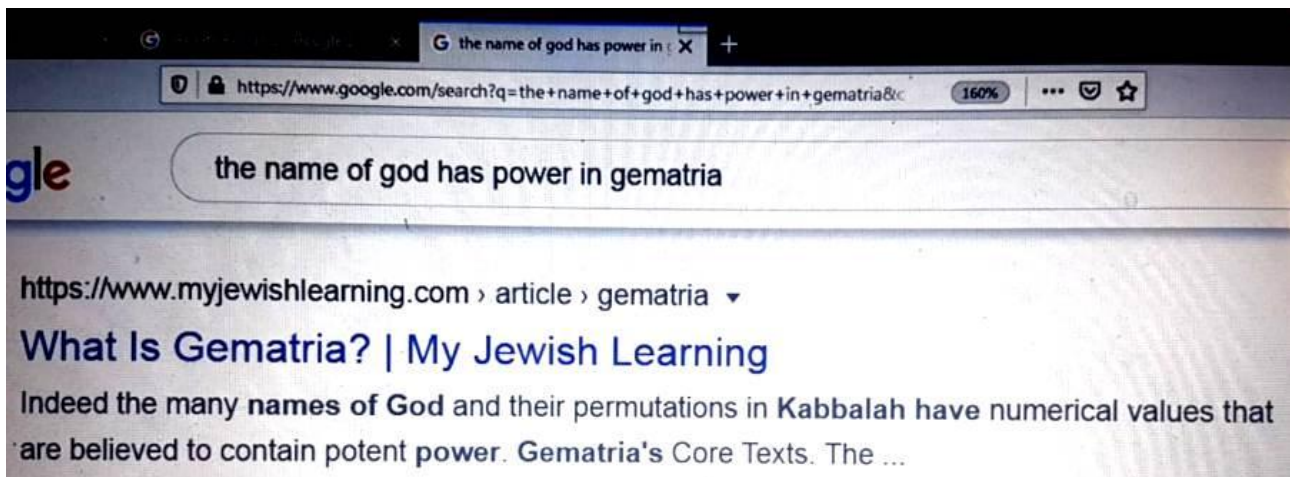 G the name of god has power in
https://www.google.com/search?q=the+name+of+god+has+power+in+gematria&c 160%
gle the name of god has power in gematria
https://www.myjewishlearning.com › article › gematria
What Is Gematria? | My Jewish Learning
Indeed the many names of God and their permutations in Kabbalah have numerical values that
are believed to contain potent power. Gematria's Core Texts. The ...